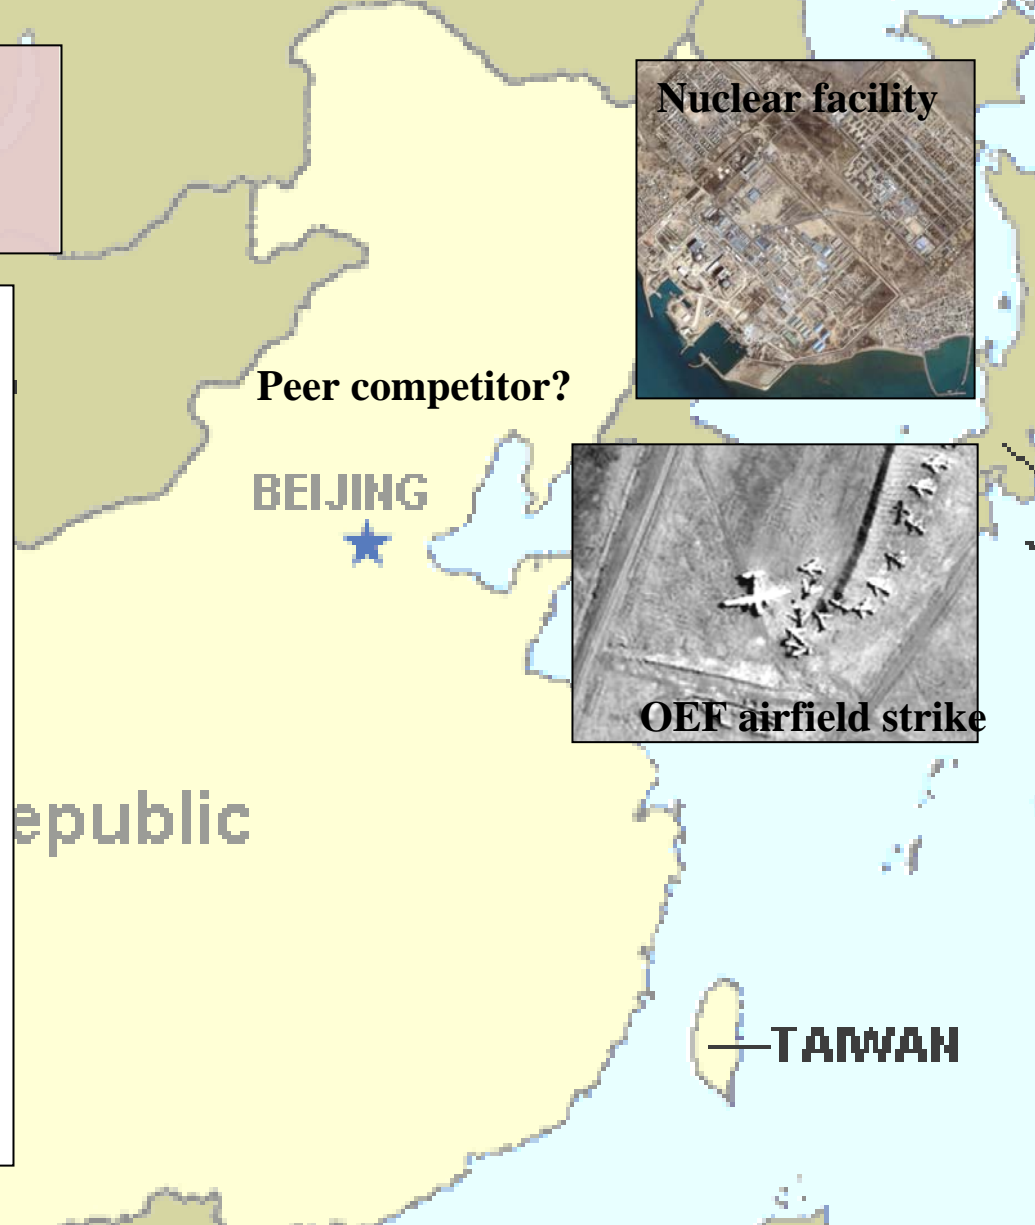 Nuclear facility
Peer competitor?
BEIJING
OEF airfield strike
epublic
TAIWAN